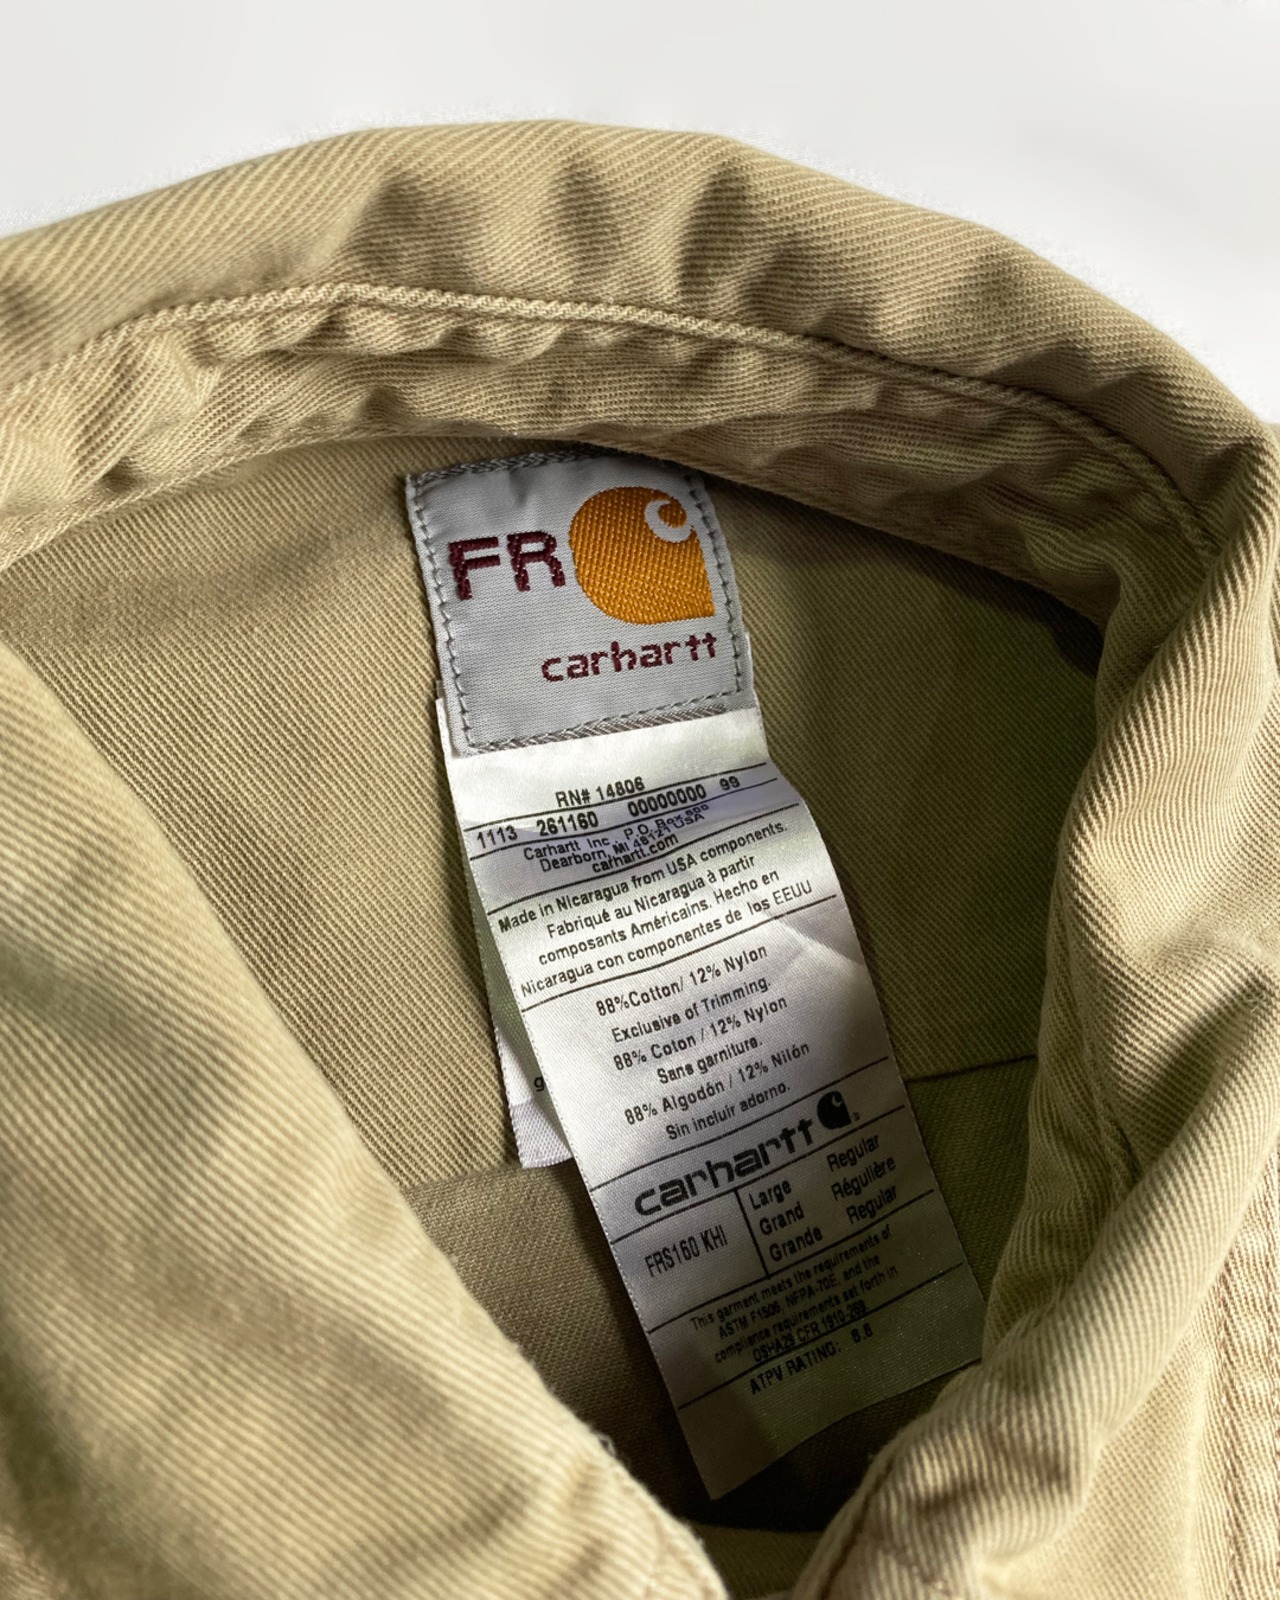 FR
carhartt
RN# 14806
1113 261160 00000000 99
Carhartt Inc. P.O. Box 600
Dearborn, MI 48121 USA
carhartt.com
Made in Nicaragua from USA components.
Fabriqué au Nicaragua à partir
composants Américains. Hecho en
Nicaragua con componentes de los EEUU
88%Cotton/ 12% Nylon
Exclusive of Trimming.
88% Coton / 12% Nylon
Sans garniture.
88% Algodón / 12% Nilón
Sin incluir adorno.
carhartt
FRS160 KHI
Large Regular
Grand Régulière
Grande Regular
This garment meets the requirements of
ASTM F1506, NFPA-70E, and the
compliance requirements set forth in
OSHA29 CFR 1910-269.
ATPV RATING: 8.8
g